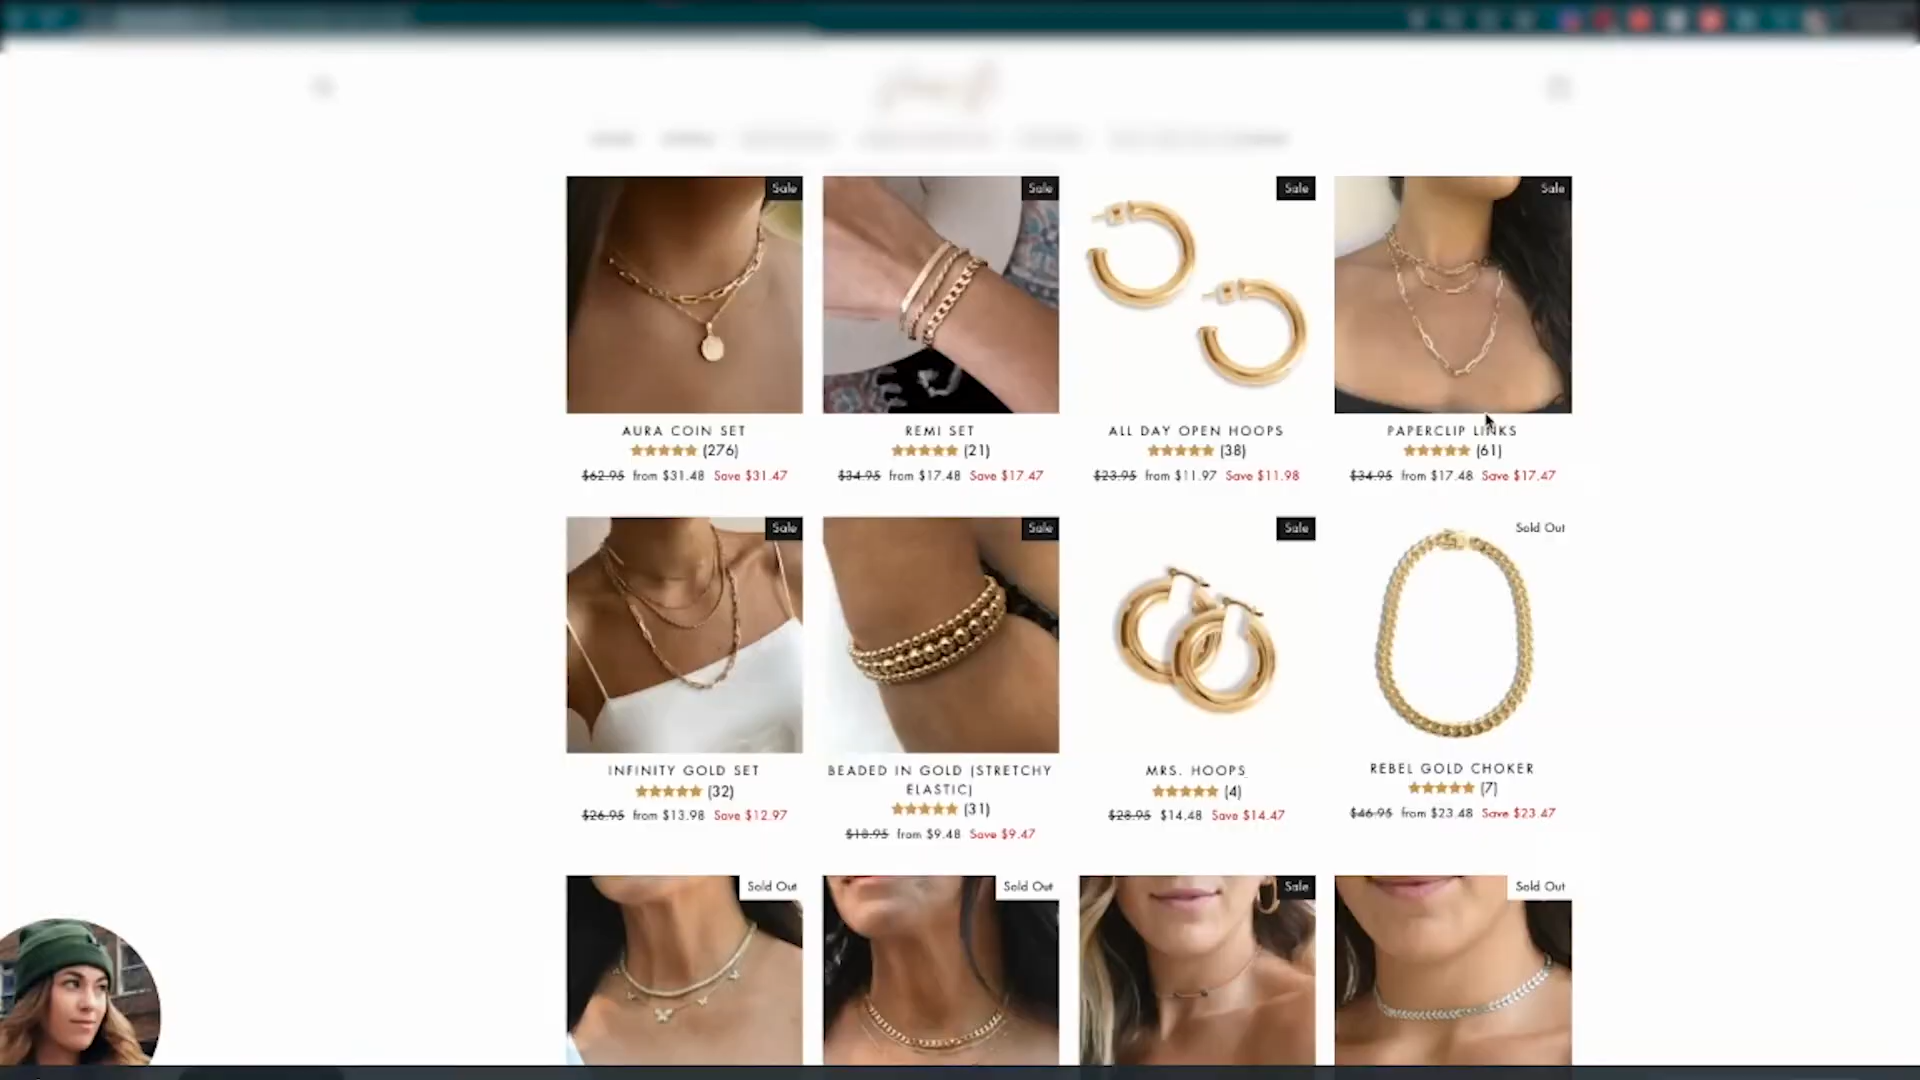 Sale
Sale
Sale
Sale
AURA COIN SET
(276)
$62.95 from $31.48 Save $31.47
REMI SET
(21)
$34.95 from $17.48 Save $17.47
ALL DAY OPEN HOOPS
(38)
$23.95 from $11.97 Save $11.98
PAPERCLIP LINKS
(61)
$34.95 from $17.48 Save $17.47
Sale
Sale
Sale
Sold Out
INFINITY GOLD SET
(32)
$26.95 from $13.98 Save $12.97
BEADED IN GOLD (STRETCHY
ELASTIC)
(31)
$18.95 from $9.48 Save $9.47
MRS. HOOPS
(4)
$28.95 $14.48 Save $14.47
REBEL GOLD CHOKER
(7)
$46.95 from $23.48 Save $23.47
Sold Out
Sold Out
Sale
Sold Out